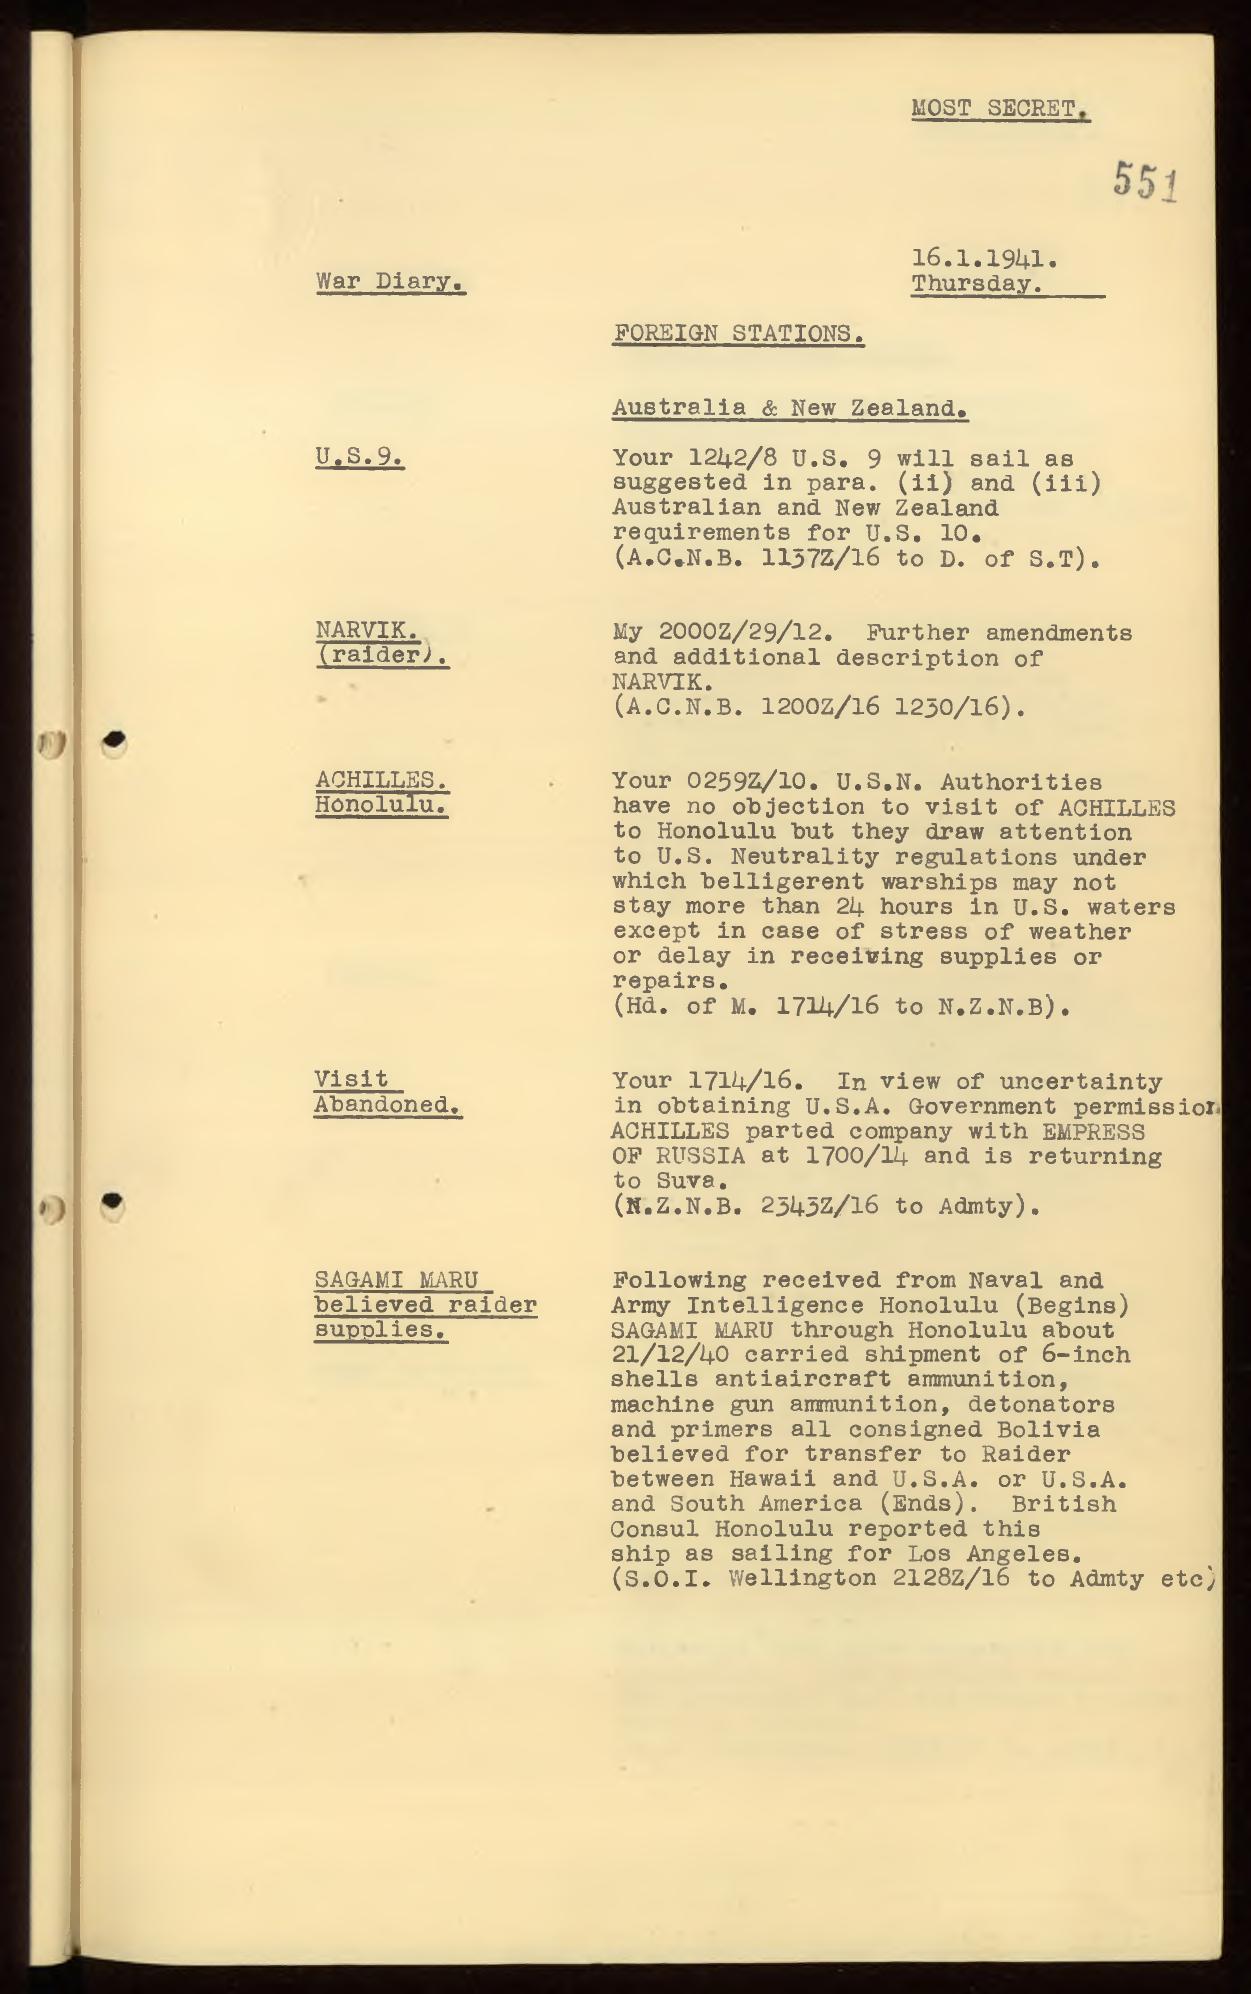 MOST SECRET.
551
16.1.1941.
War Diary.
Thursday.
FOREIGN STATIONS.
Australia & New Zealand.
U.S.9.
Your 1242/8 U.S. 9 will sail as
suggested in para. (ii) and (iii)
Australian and New Zealand
requirements for U.S. 10.
(A.C.N.B. 1137Z/16 to D. of S.T).
NARVIK.
(raider).
My 2000Z/29/12. Further amendments
and additional description of
NARVIK.
(A.C.N.B. 1200Z/16 1230/16).
ACHILLES.
Honolulu.
Your 0259Z/10. U.S.N. Authorities
have no objection to visit of ACHILLES
to Honolulu but they draw attention
to U.S. Neutrality regulations under
which belligerent warships may not
stay more than 24 hours in U.S. waters
except in case of stress of weather
or delay in receiving supplies or
repairs.
(Hd. of M. 1714/16 to N.Z.N.B).
Visit
Abandoned.
Your 1714/16. In view of uncertainty
in obtaining U.S.A. Government permission
ACHILLES parted company with EMPRESS
OF RUSSIA at 1700/14 and is returning
to Suva.
(N.Z.N.B. 2343Z/16 to Admty).
SAGAMI MARU
believed raider
supplies.
Following received from Naval and
Army Intelligence Honolulu (Begins)
SAGAMI MARU through Honolulu about
21/12/40 carried shipment of 6-inch
shells antiaircraft ammunition,
machine gun ammunition, detonators
and primers all consigned Bolivia
believed for transfer to Raider
between Hawaii and U.S.A. or U.S.A.
and South America (Ends). British
Consul Honolulu reported this
ship as sailing for Los Angeles.
(S.O.I. Wellington 2128Z/16 to Admty etc)